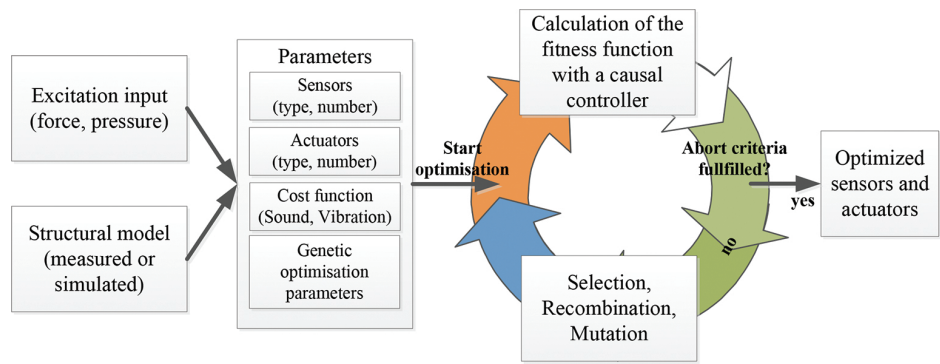 Excitation input
(force, pressure)
Structural model
(measured or
simulated)
Parameters
Sensors
(type, number)
Actuators
(type, number)
Cost function
(Sound, Vibration)
Genetic
optimisation
parameters
Start
optimisation
Calculation of the
fitness function
with a causal
controller
Abort criteria
fullfilled?
yes
no
Selection,
Recombination,
Mutation
Optimized
sensors and
actuators